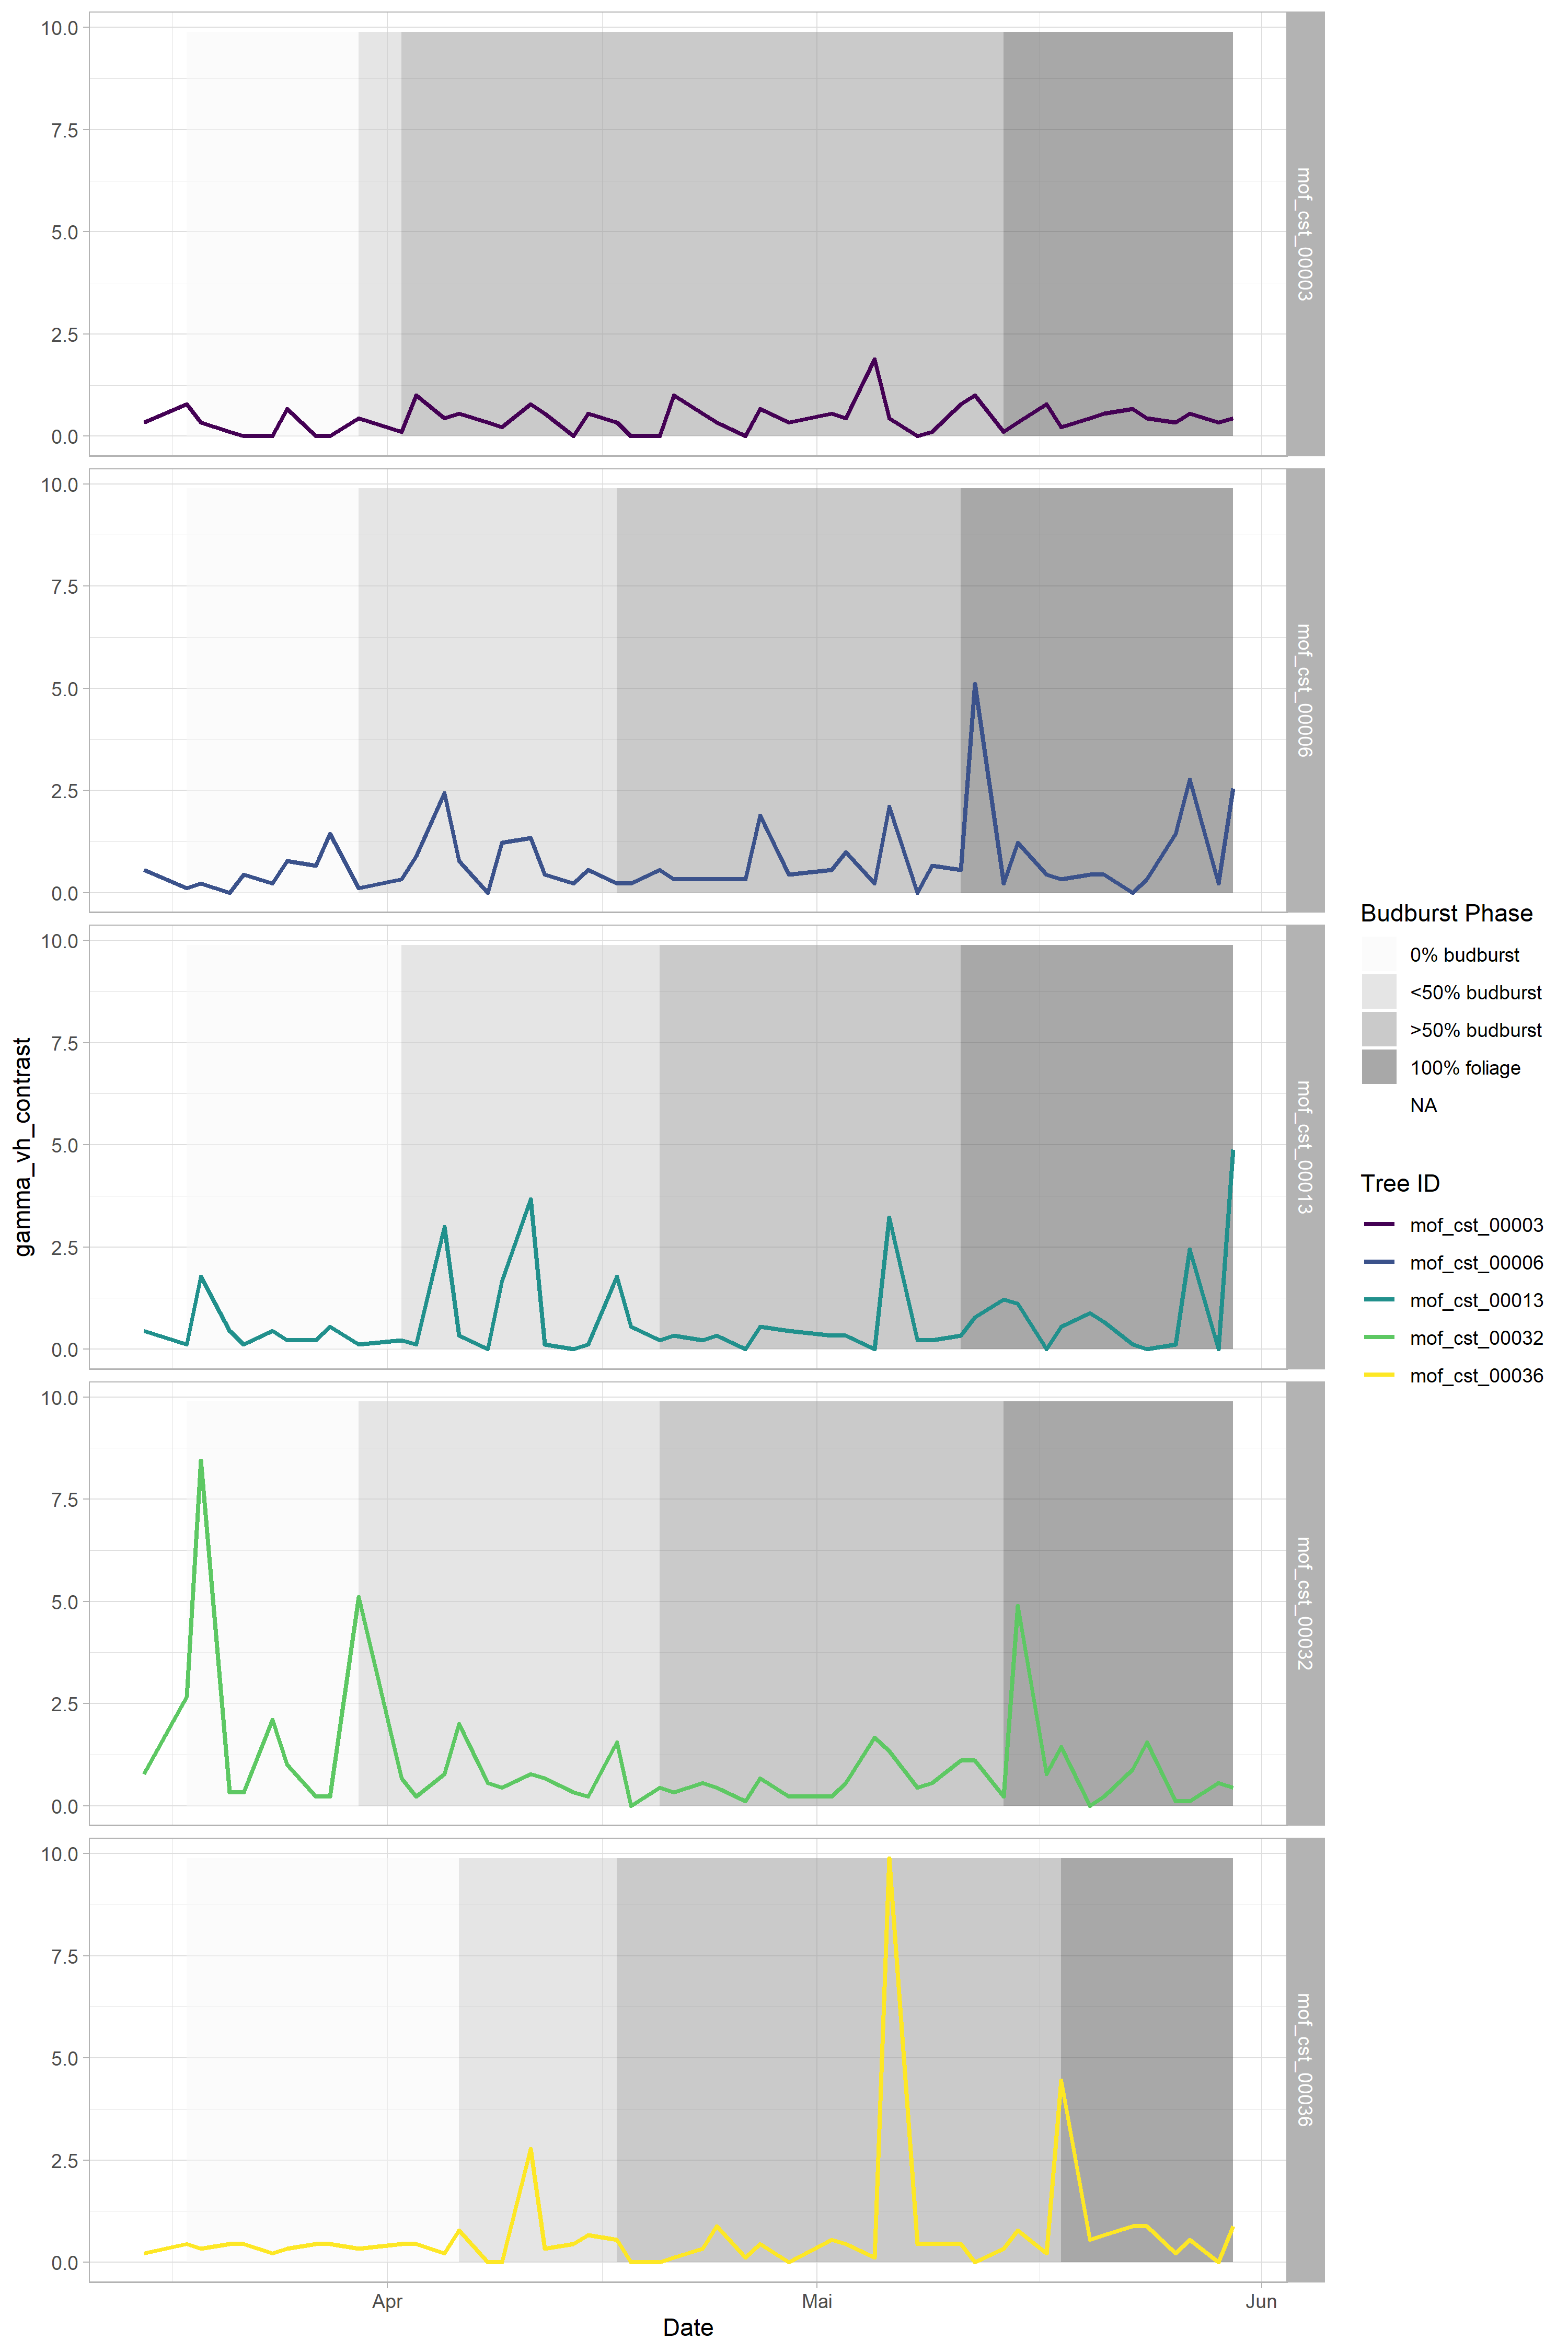 gamma_vh_contrast
10.0
7.5
5.0
2.5
0.0
mof_cst_00003
10.0
7.5
5.0
2.5
0.0
mof_cst_00006
10.0
7.5
5.0
2.5
0.0
mof_cst_00013
10.0
7.5
5.0
2.5
0.0
mof_cst_00032
10.0
7.5
5.0
2.5
0.0
mof_cst_00036
Apr
Mai
Jun
Date
Budburst Phase
0% budburst
<50% budburst
>50% budburst
100% foliage
NA
Tree ID
mof_cst_00003
mof_cst_00006
mof_cst_00013
mof_cst_00032
mof_cst_00036